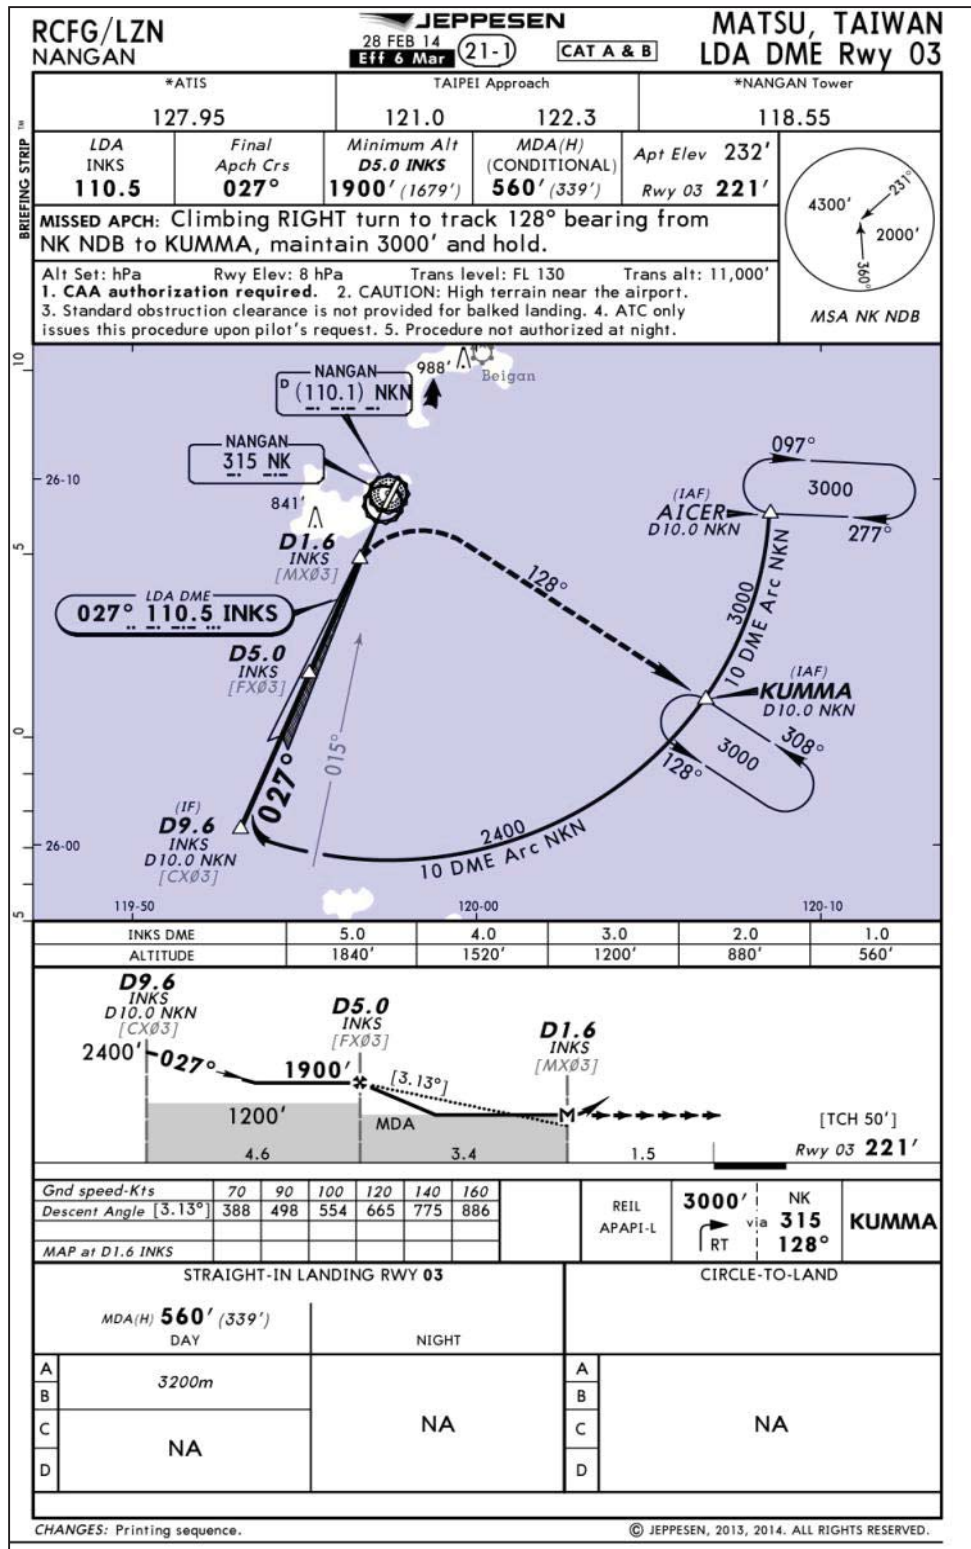 RCFG/LZN
NANGAN
JEPPESEN
28 FEB 14
Eff 6 Mar
21-1
CAT A & B
MATSU, TAIWAN
LDA DME Rwy 03
BRIEFING STRIP TM
*ATIS
127.95
TAIPEI Approach
121.0 122.3
*NANGAN Tower
118.55
LDA
INKS
110.5
Final
Apch Crs
027°
Minimum Alt
D5.0 INKS
1900' (1679')
MDA(H)
(CONDITIONAL)
560' (339')
Apt Elev 232'
Rwy 03 221'
MISSED APCH: Climbing RIGHT turn to track 128° bearing from
NK NDB to KUMMA, maintain 3000' and hold.
Alt Set: hPa Rwy Elev: 8 hPa Trans level: FL 130 Trans alt: 11,000'
1. CAA authorization required. 2. CAUTION: High terrain near the airport.
3. Standard obstruction clearance is not provided for balked landing. 4. ATC only
issues this procedure upon pilot's request. 5. Procedure not authorized at night.
4300'
231°
2000'
360°
MSA NK NDB
10
5
0
5
26-10
26-00
119-50
120-00
120-10
NANGAN
D (110.1) NKN
NANGAN
315 NK
988'
Beigan
841'
D1.6
INKS
[MX03]
LDA DME
027° 110.5 INKS
D5.0
INKS
[FX03]
015°
027°
(IF)
D9.6
INKS
D10.0 NKN
[CX03]
128°
097°
3000
277°
(IAF)
AICER
D10.0 NKN
3000
10 DME Arc NKN
(IAF)
KUMMA
D10.0 NKN
308°
3000
128°
2400
10 DME Arc NKN
INKS DME 5.0 4.0 3.0 2.0 1.0
ALTITUDE 1840' 1520' 1200' 880' 560'
D9.6
INKS
D10.0 NKN
[CX03]
2400'
027°
1900'
D5.0
INKS
[FX03]
[3.13°]
D1.6
INKS
[MX03]
1200'
MDA
M
[TCH 50']
4.6
3.4
1.5
Rwy 03 221'
Gnd speed-Kts 70 90 100 120 140 160
Descent Angle [3.13°] 388 498 554 665 775 886
MAP at D1.6 INKS
REIL
APAPI-L
3000'
RT
via
NK
315
128°
KUMMA
STRAIGHT-IN LANDING RWY 03
MDA(H) 560' (339')
DAY
NIGHT
CIRCLE-TO-LAND
A
B
C
D
3200m
NA
NA
A
B
C
D
NA
CHANGES: Printing sequence.
© JEPPESEN, 2013, 2014. ALL RIGHTS RESERVED.